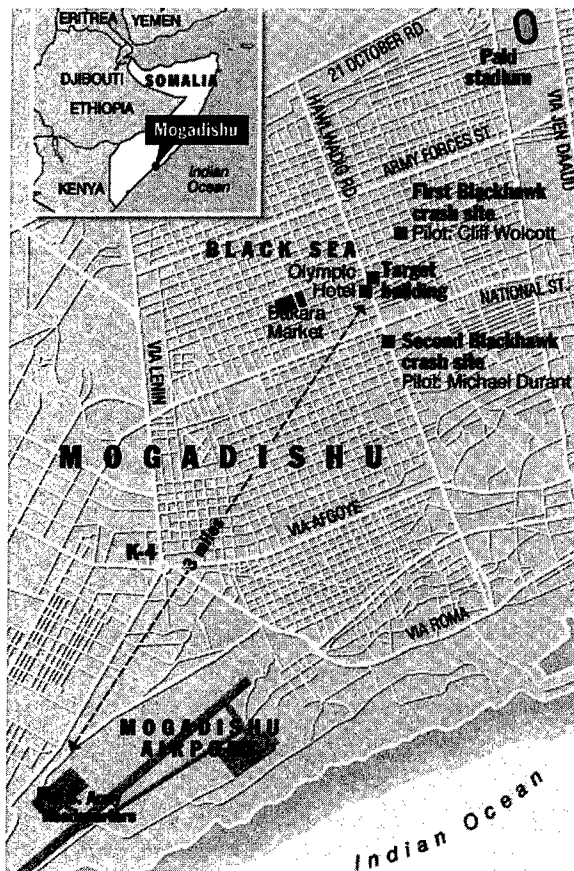 ERITREA
YEMEN
DJIBOUTI
SOMALIA
ETHIOPIA
Mogadishu
KENYA
Indian
Ocean
21 OCTOBER RD.
Paki
stadium
HAWLWADIG RD.
ARMY FORCES ST.
VIA JEN DAAUD
First Blackhawk
crash site
Pilot: Cliff Wolcott
BLACK SEA
Olympic
Hotel
Target
building
Bakara
Market
NATIONAL ST.
Second Blackhawk
crash site
Pilot: Michael Durant
VIA LENIN
MOGADISHU
VIA AFGOYE
K-4
3 miles
VIA ROMA
MOGADISHU
AIRPORT
Army
Indian Ocean